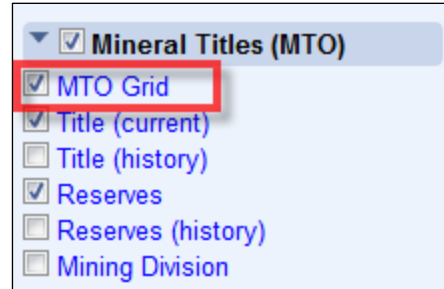 Mineral Titles (MTO)
MTO Grid
Title (current)
Title (history)
Reserves
Reserves (history)
Mining Division